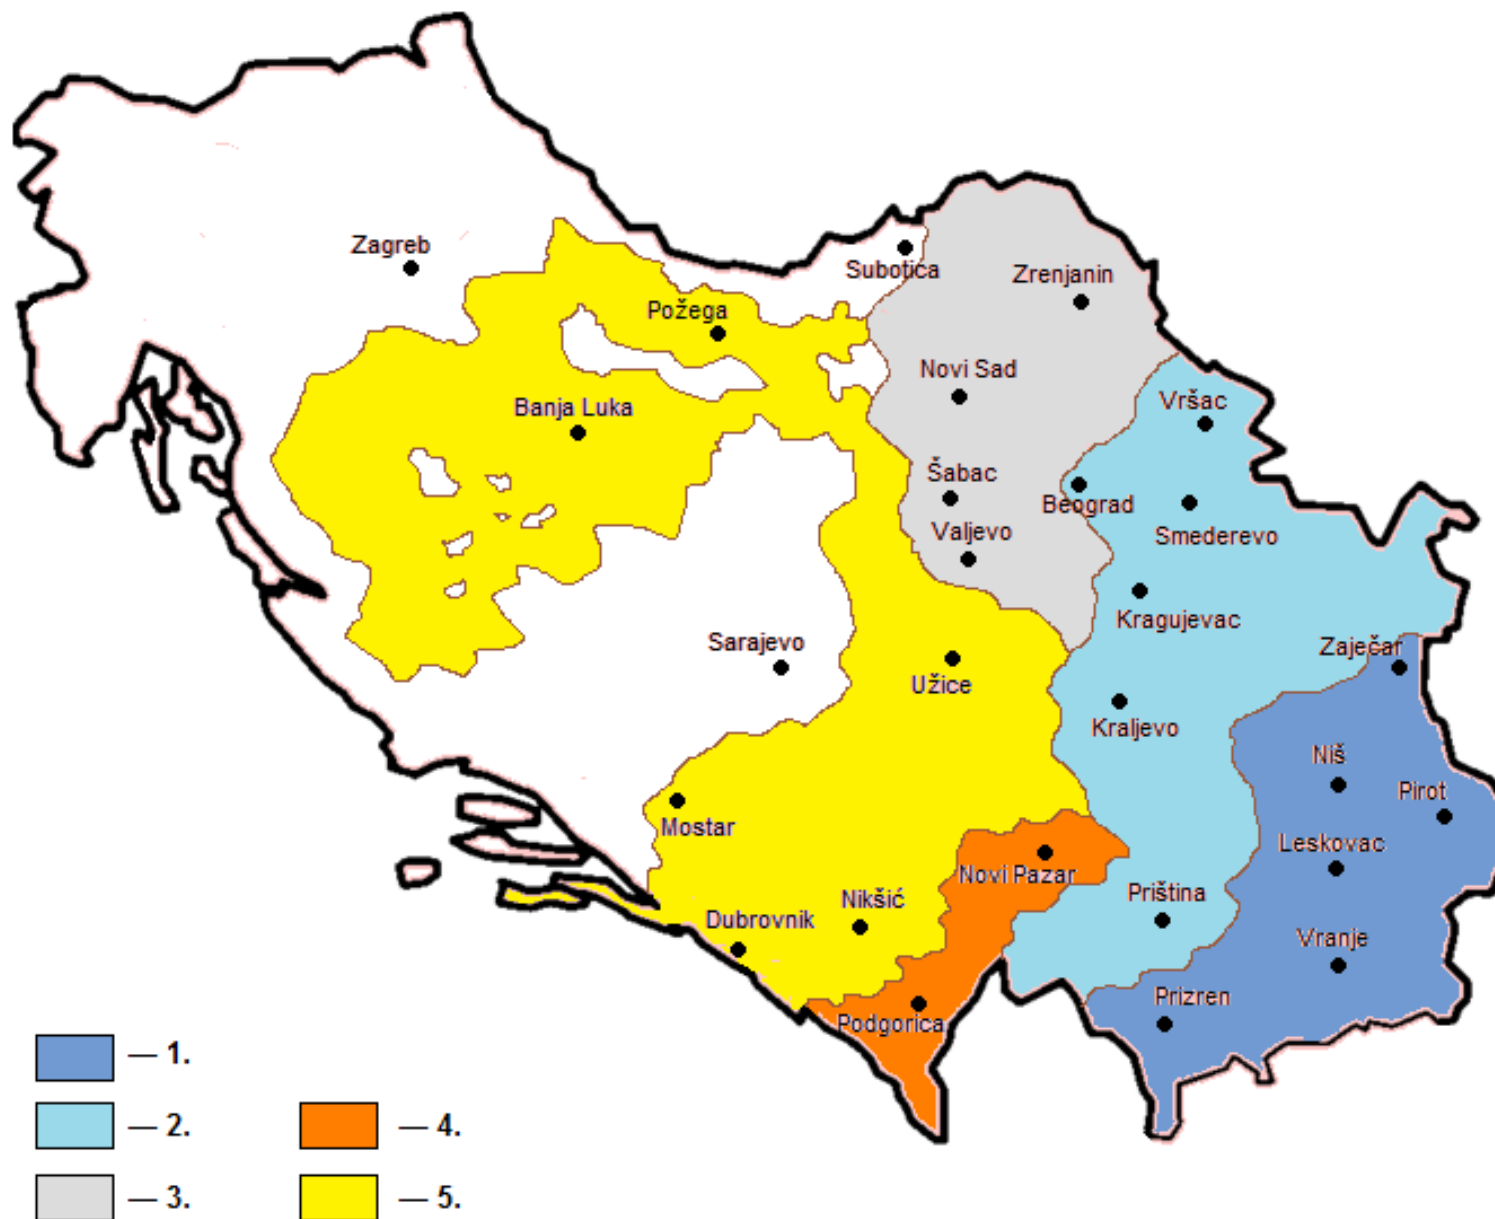 Zagreb
Subotica
Zrenjanin
Požega
Novi Sad
Banja Luka
Vršac
Šabac
Beograd
Valjevo
Smederevo
Kragujevac
Sarajevo
Zaječar
Užice
Kraljevo
Niš
Pirot
Mostar
Leskovac
Novi Pazar
Nikšić
Priština
Dubrovnik
Vranje
Prizren
Podgorica
— 1.
— 2.
— 4.
— 3.
— 5.